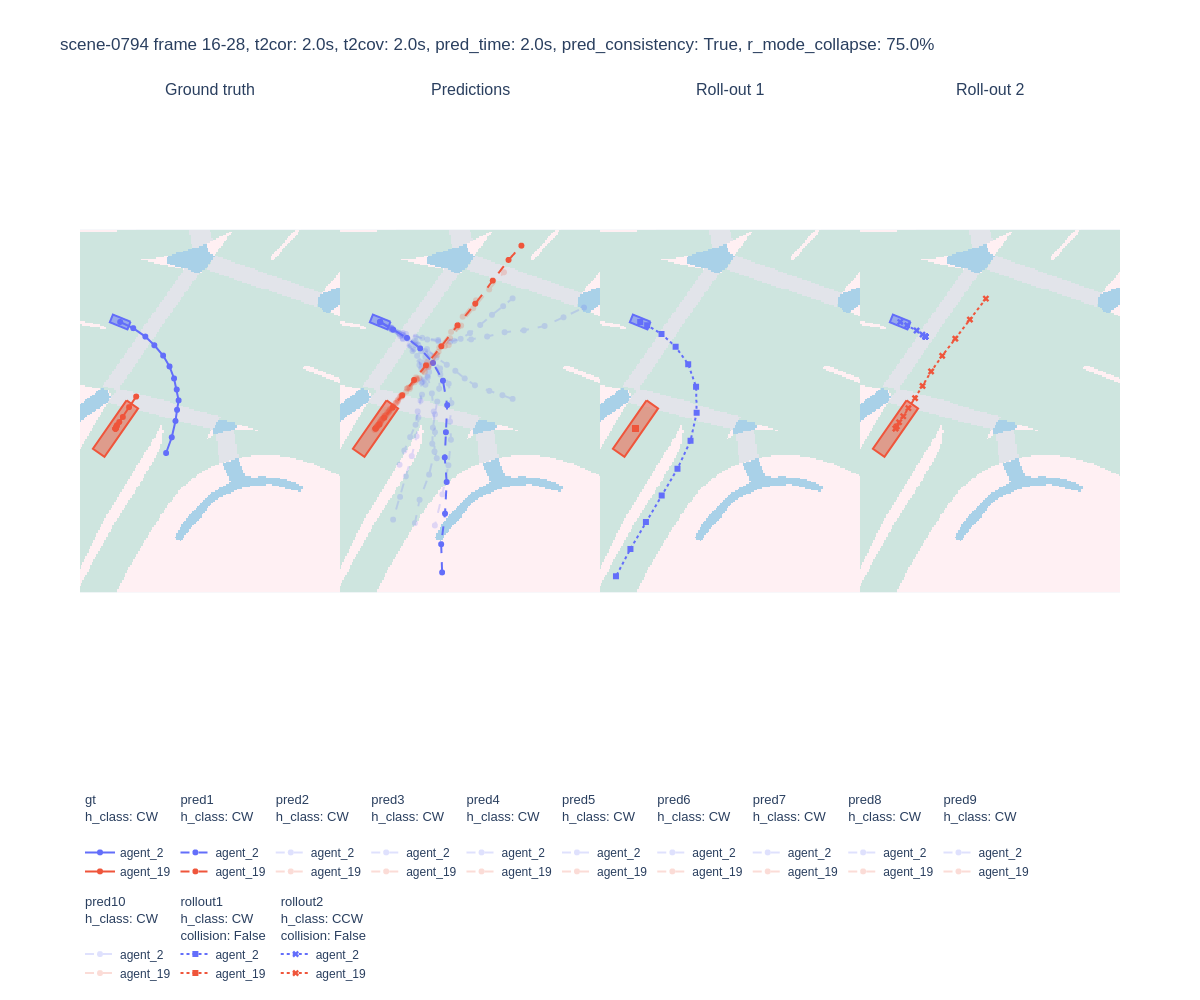 scene-0794 frame 16-28, t2cor: 2.0s, t2cov: 2.0s, pred_time: 2.0s, pred_consistency: True, r_mode_collapse: 75.0%
Ground truth
Predictions
Roll-out 1
Roll-out 2
gt
h_class: CW
agent_2
agent_19
pred1
h_class: CW
agent_2
agent_19
pred2
h_class: CW
agent_2
agent_19
pred3
h_class: CW
agent_2
agent_19
pred4
h_class: CW
agent_2
agent_19
pred5
h_class: CW
agent_2
agent_19
pred6
h_class: CW
agent_2
agent_19
pred7
h_class: CW
agent_2
agent_19
pred8
h_class: CW
agent_2
agent_19
pred9
h_class: CW
agent_2
agent_19
pred10
h_class: CW
agent_2
agent_19
rollout1
h_class: CW
collision: False
agent_2
agent_19
rollout2
h_class: CCW
collision: False
agent_2
agent_19